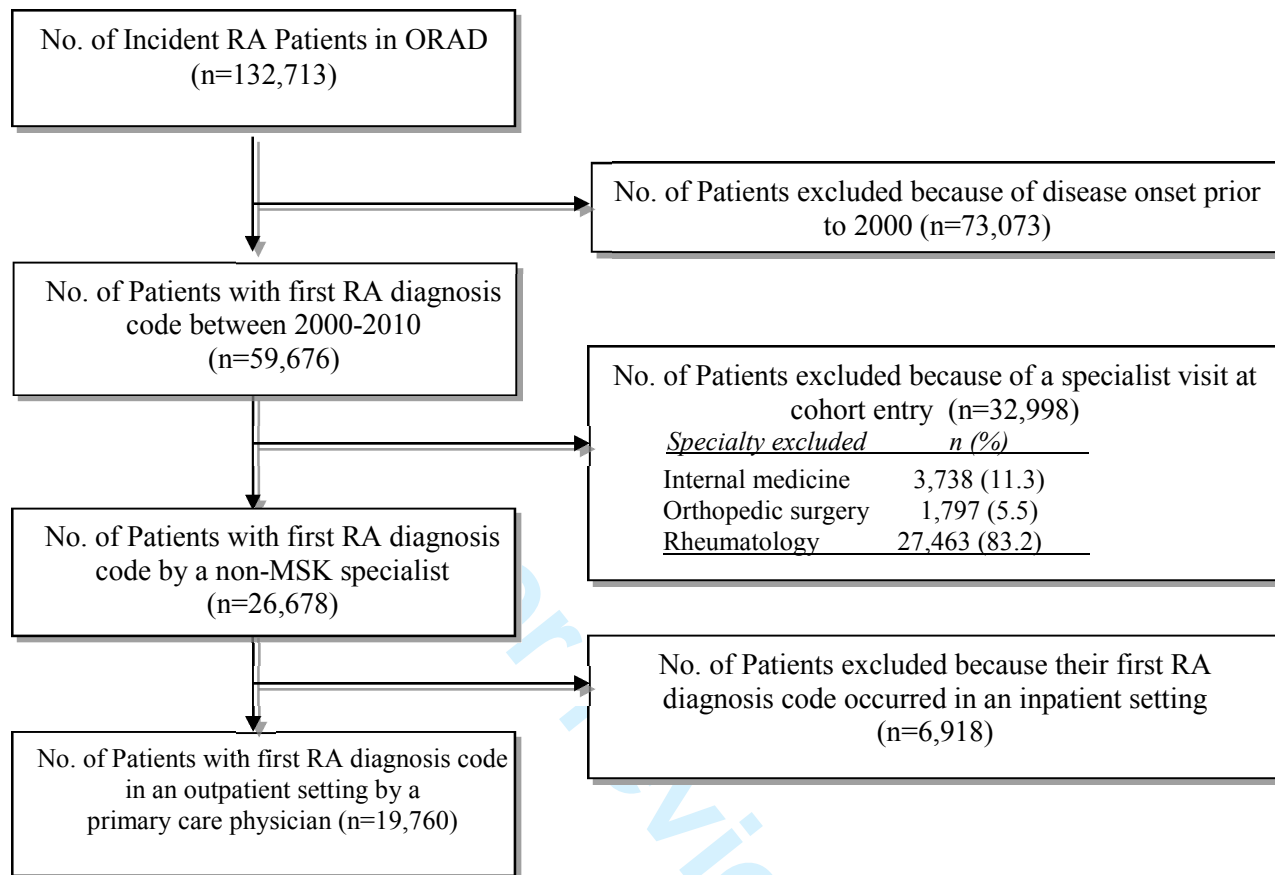 No. of Incident RA Patients in ORAD
(n=132,713)
No. of Patients excluded because of disease onset prior
to 2000 (n=73,073)
No. of Patients with first RA diagnosis
code between 2000-2010
(n=59,676)
No. of Patients excluded because of a specialist visit at
cohort entry (n=32,998)
Specialty excluded n (%)
Internal medicine 3,738 (11.3)
Orthopedic surgery 1,797 (5.5)
Rheumatology 27,463 (83.2)
No. of Patients with first RA diagnosis
code by a non-MSK specialist
(n=26,678)
No. of Patients excluded because their first RA
diagnosis code occurred in an inpatient setting
(n=6,918)
No. of Patients with first RA diagnosis code
in an outpatient setting by a
primary care physician (n=19,760)